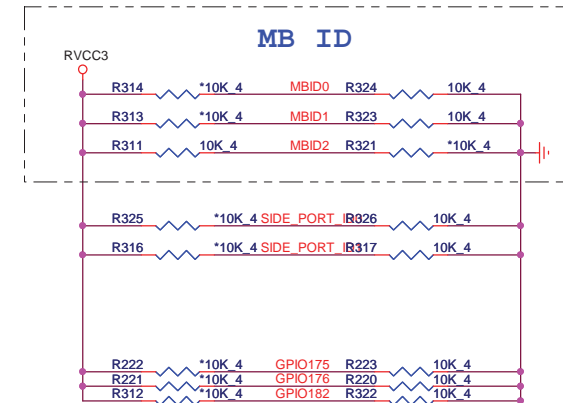 MB ID
RVCC3
R314 *10K_4 MBID0 R324 10K_4
R313 *10K_4 MBID1 R323 10K_4
R311 10K_4 MBID2 R321 *10K_4
R325 *10K_4 SIDE_PORT_ R326 10K_4
R316 *10K_4 SIDE_PORT_ R317 10K_4
R222 *10K_4 GPIO175 R223 10K_4
R221 *10K_4 GPIO176 R220 10K_4
R312 *10K_4 GPIO182 R322 10K_4